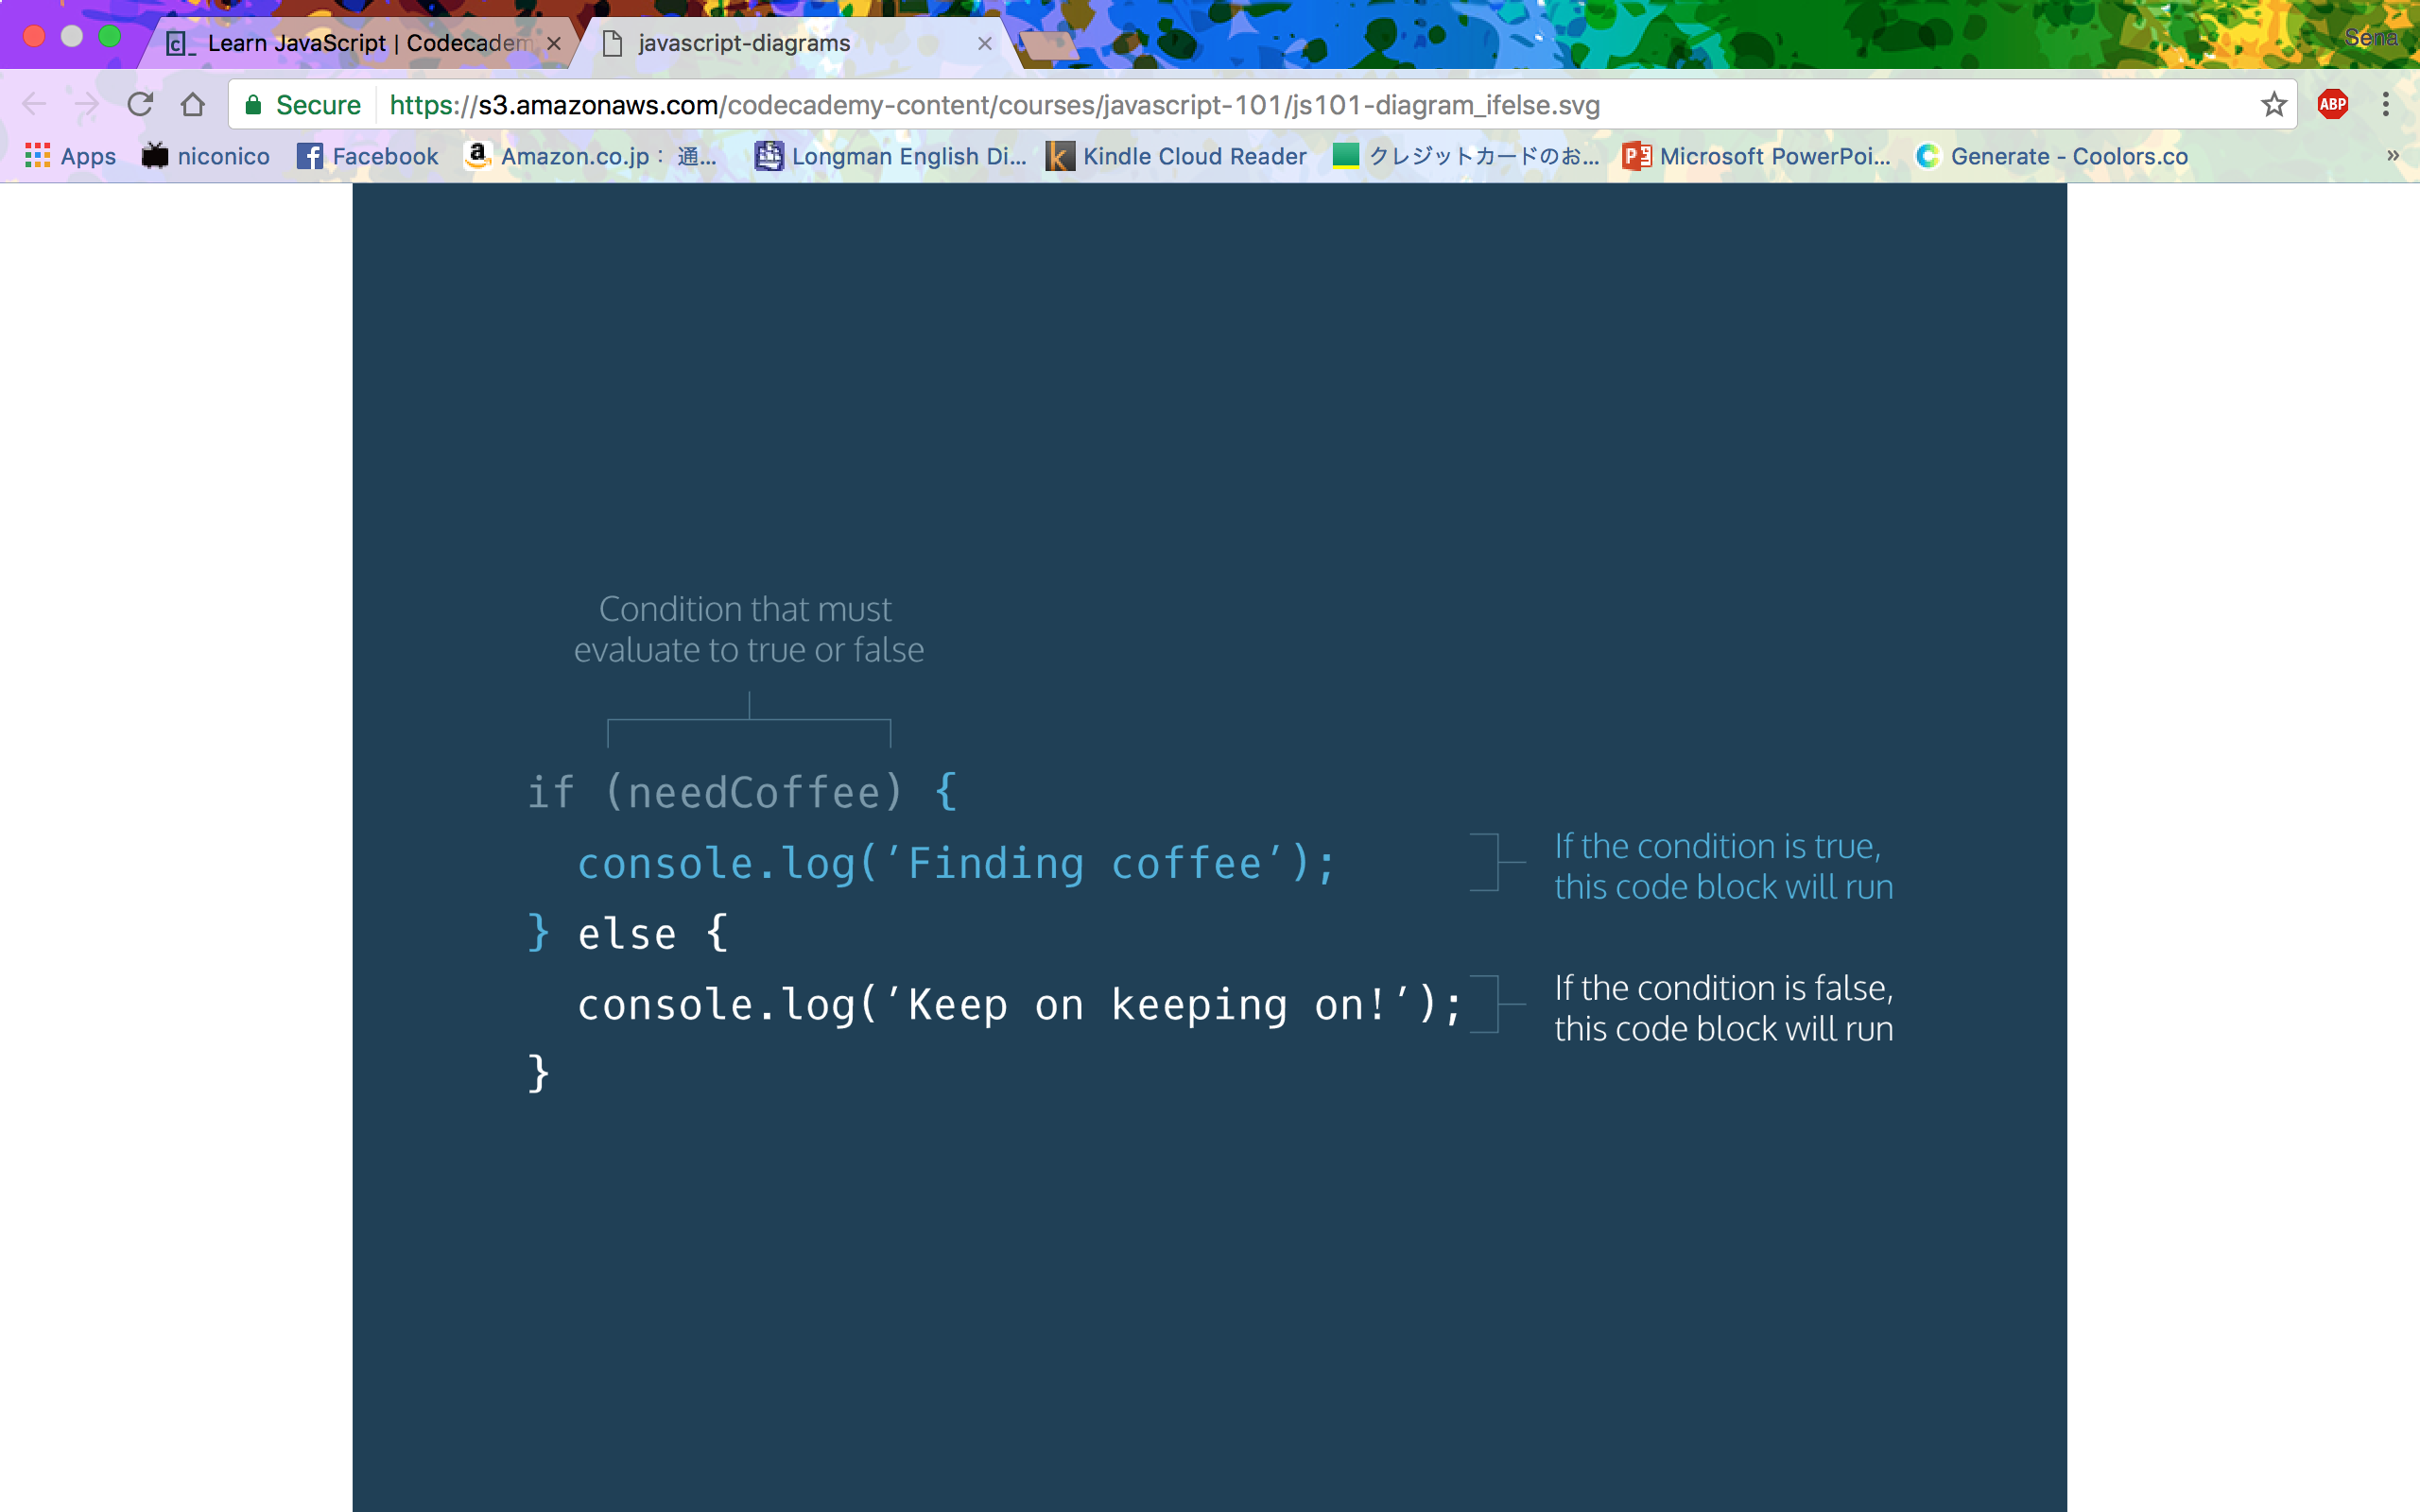 Learn JavaScript | Codecadem
javascript-diagrams
Séna
Secure https://s3.amazonaws.com/codecademy-content/courses/javascript-101/js101-diagram_ifelse.svg
ABP
Apps niconico Facebook Amazon.co.jp： 通... Longman English Di... Kindle Cloud Reader クレジットカードのお... Microsoft PowerPoi... Generate - Coolors.co »
Condition that must
evaluate to true or false
if (needCoffee) {
console.log(’Finding coffee’);
If the condition is true,
this code block will run
} else {
console.log(’Keep on keeping on!’);
If the condition is false,
this code block will run
}